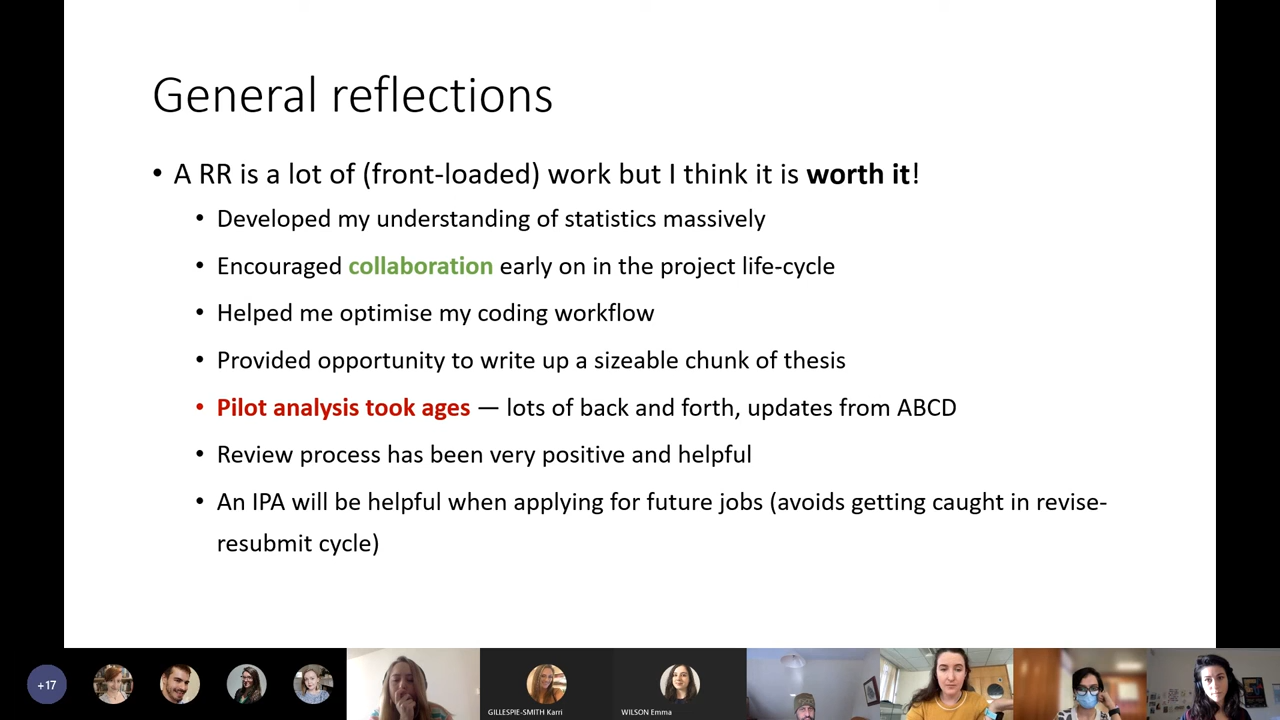 General reflections
• A RR is a lot of (front-loaded) work but I think it is worth it!
• Developed my understanding of statistics massively
• Encouraged collaboration early on in the project life-cycle
• Helped me optimise my coding workflow
• Provided opportunity to write up a sizeable chunk of thesis
• Pilot analysis took ages — lots of back and forth, updates from ABCD
• Review process has been very positive and helpful
• An IPA will be helpful when applying for future jobs (avoids getting caught in revise-
resubmit cycle)
+17
GILLESPIE-SMITH Karri
WILSON Emma